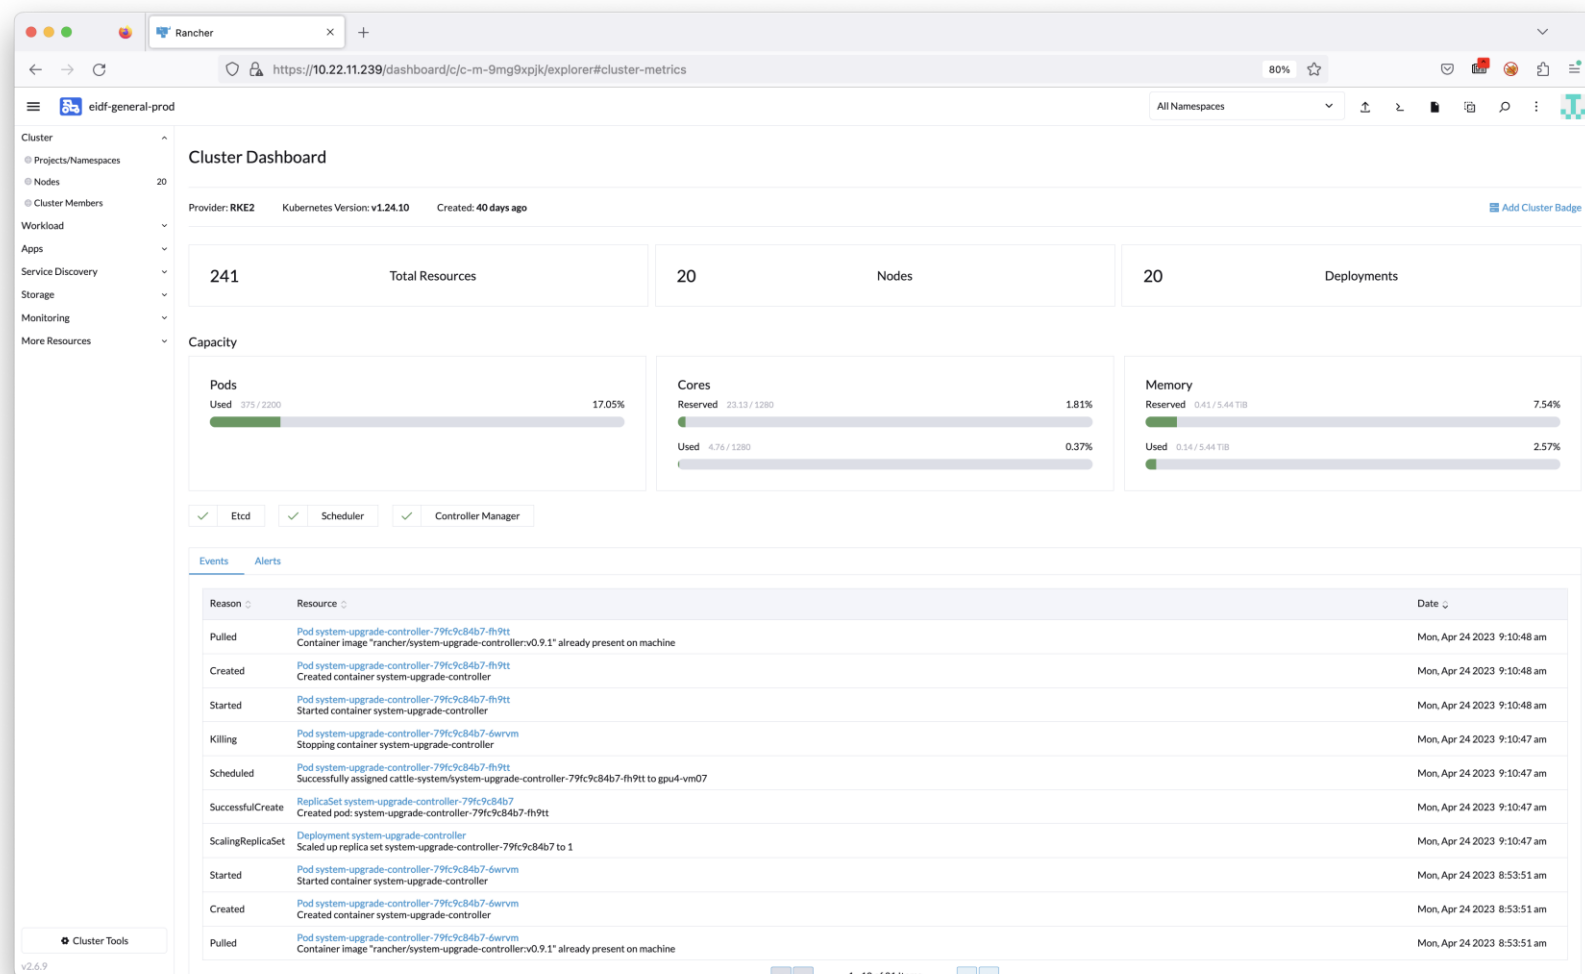 Rancher
https://10.22.11.239/dashboard/c/c-m-9mg9xpjk/explorer#cluster-metrics
80%
eidf-general-prod
All Namespaces
Cluster
Projects/Namespaces
Nodes 20
Cluster Members
Workload
Apps
Service Discovery
Storage
Monitoring
More Resources
Cluster Tools
v2.6.9
Cluster Dashboard
Provider: RKE2 Kubernetes Version: v1.24.10 Created: 40 days ago
Add Cluster Badge
241 Total Resources
20 Nodes
20 Deployments
Capacity
Pods
Used 375 / 2200 17.05%
Cores
Reserved 23.13 / 1280 1.81%
Used 4.76 / 1280 0.37%
Memory
Reserved 0.41 / 5.44 TiB 7.54%
Used 0.14 / 5.44 TiB 2.57%
Etcd
Scheduler
Controller Manager
Events Alerts
Reason Resource Date
Pulled
Pod system-upgrade-controller-79fc9c84b7-fh9tt
Container image "rancher/system-upgrade-controller:v0.9.1" already present on machine
Mon, Apr 24 2023 9:10:48 am
Created
Pod system-upgrade-controller-79fc9c84b7-fh9tt
Created container system-upgrade-controller
Mon, Apr 24 2023 9:10:48 am
Started
Pod system-upgrade-controller-79fc9c84b7-fh9tt
Started container system-upgrade-controller
Mon, Apr 24 2023 9:10:48 am
Killing
Pod system-upgrade-controller-79fc9c84b7-6wrvm
Stopping container system-upgrade-controller
Mon, Apr 24 2023 9:10:47 am
Scheduled
Pod system-upgrade-controller-79fc9c84b7-fh9tt
Successfully assigned cattle-system/system-upgrade-controller-79fc9c84b7-fh9tt to gpu4-vm07
Mon, Apr 24 2023 9:10:47 am
SuccessfulCreate
ReplicaSet system-upgrade-controller-79fc9c84b7
Created pod: system-upgrade-controller-79fc9c84b7-fh9tt
Mon, Apr 24 2023 9:10:47 am
ScalingReplicaSet
Deployment system-upgrade-controller
Scaled up replica set system-upgrade-controller-79fc9c84b7 to 1
Mon, Apr 24 2023 9:10:47 am
Started
Pod system-upgrade-controller-79fc9c84b7-6wrvm
Started container system-upgrade-controller
Mon, Apr 24 2023 8:53:51 am
Created
Pod system-upgrade-controller-79fc9c84b7-6wrvm
Created container system-upgrade-controller
Mon, Apr 24 2023 8:53:51 am
Pulled
Pod system-upgrade-controller-79fc9c84b7-6wrvm
Container image "rancher/system-upgrade-controller:v0.9.1" already present on machine
Mon, Apr 24 2023 8:53:51 am